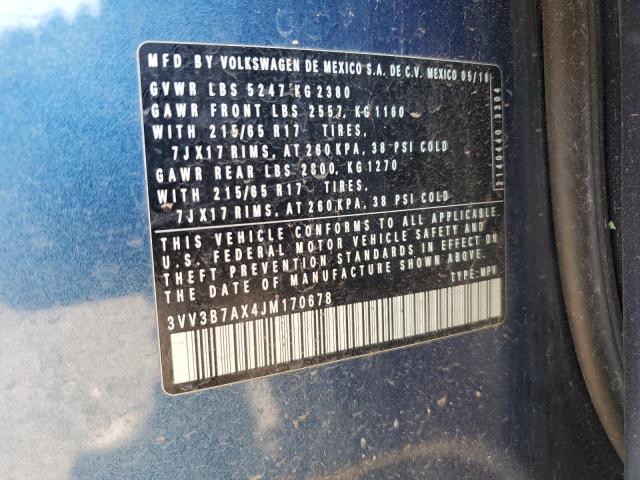 MFD BY VOLKSWAGEN DE MEXICO S.A. DE C.V. MEXICO 05/18
GVWR LBS 5247 KG 2380
GAWR FRONT LBS 2557, KG 1160
WITH 215/65 R17 TIRES,
7JX17 RIMS, AT 260 KPA, 38 PSI COLD
GAWR REAR LBS 2800, KG 1270
WITH 215/65 R17 TIRES,
7JX17 RIMS, AT 260 KPA, 38 PSI COLD
THIS VEHICLE CONFORMS TO ALL APPLICABLE
U.S. FEDERAL MOTOR VEHICLE SAFETY AND
THEFT PREVENTION STANDARDS IN EFFECT ON
THE DATE OF MANUFACTURE SHOWN ABOVE.
TYPE: MPV
3VV3B7AX4JM170678
2140440 3304